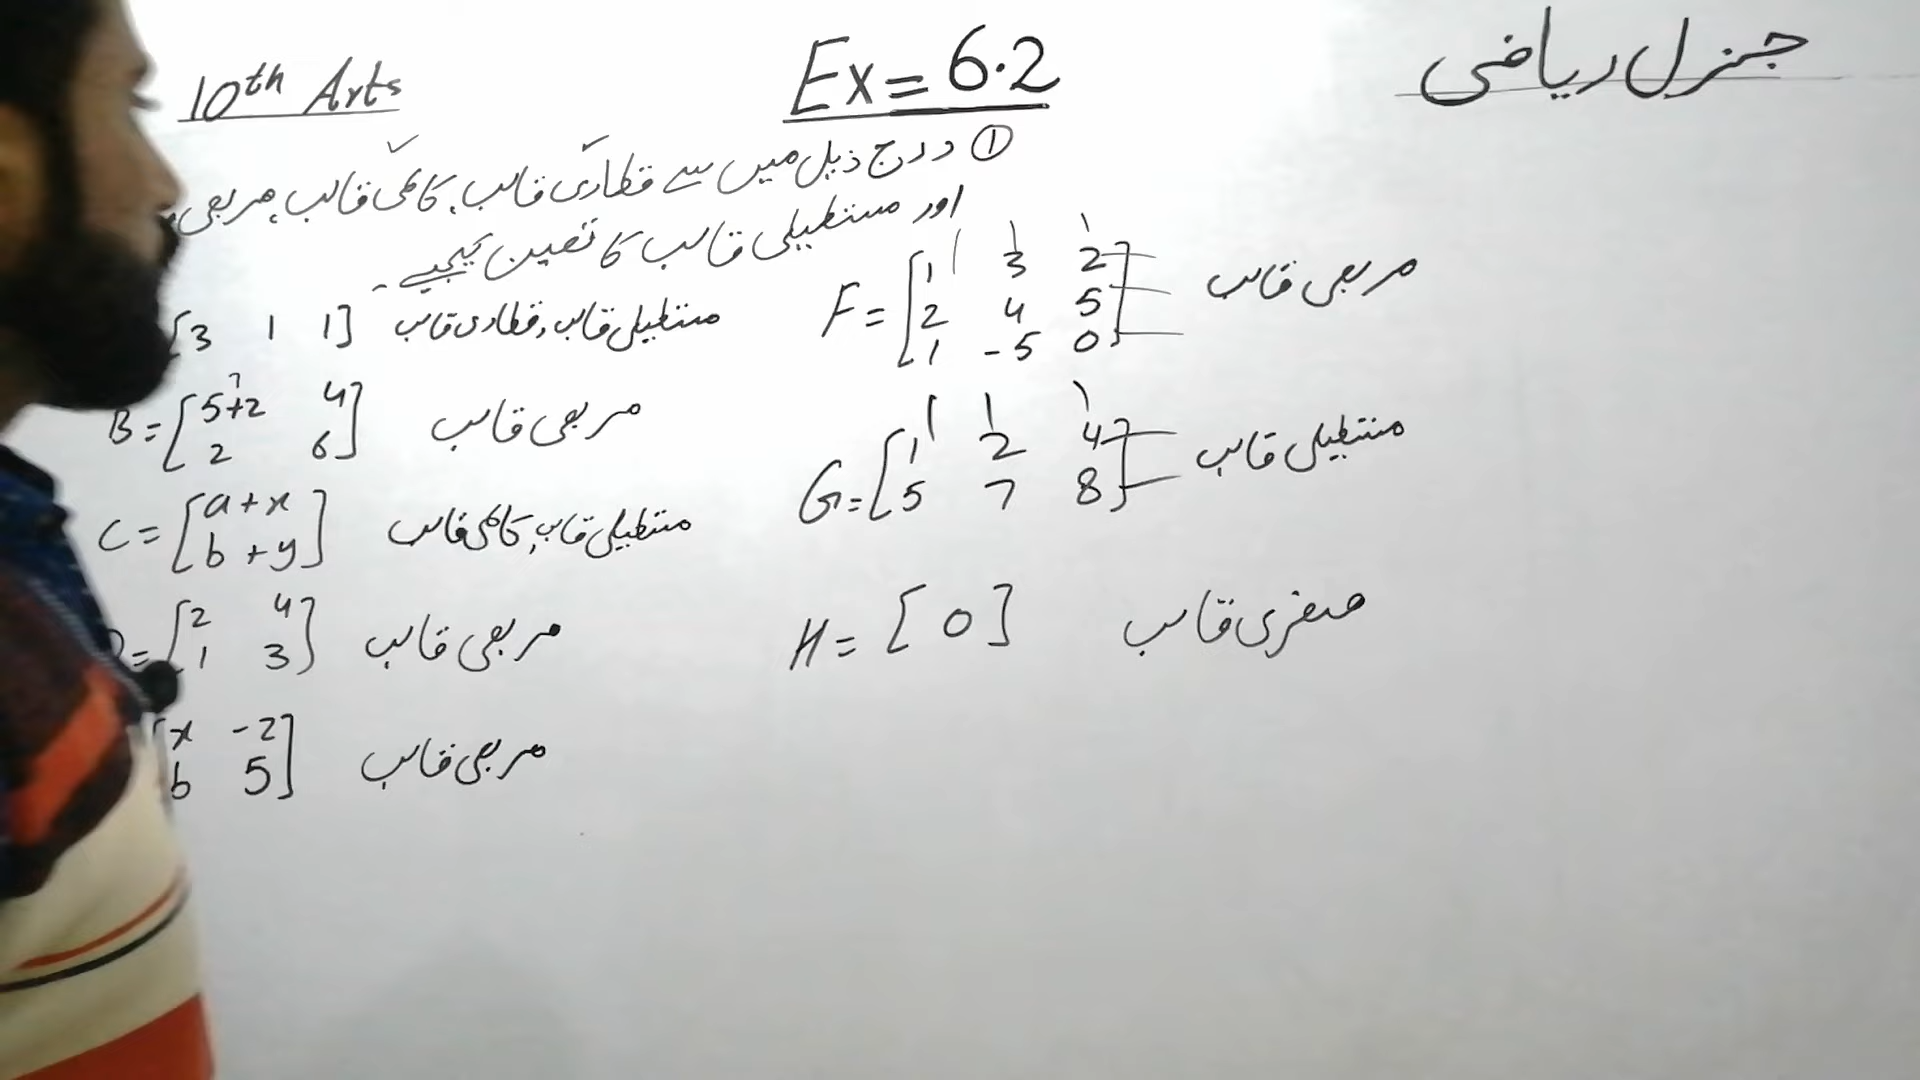 10th Arts Ex = 6.2 جنرل ریاضی
① درج ذیل میں سے قطاری قالب، کالمی قالب، مربعی
اور مستطیلی قالب کا تعین کیجیے۔
[3 1 1] مستطیلی قالب، قطاری قالب
B = [5+2 4
2 6] مربعی قالب
C = [a+x
b+y] مستطیلی قالب، کالمی قالب
D = [2 4
1 3] مربعی قالب
[x -2
b 5] مربعی قالب
F = [1 3 2
2 4 5
1 -5 0] مربعی قالب
G = [1 2 4
5 7 8] مستطیلی قالب
H = [0] صفری قالب